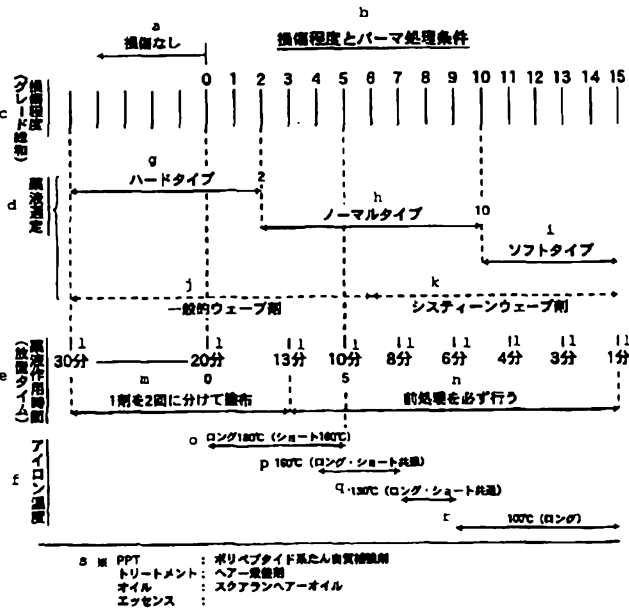 b
a
損傷なし
損傷程度とパーマ処理条件
0 1 2 3 4 5 6 7 8 9 10 11 12 13 14 15
c
損傷程度
(グレード総和)
g
ハードタイプ
2
d
薬液選定
h
ノーマルタイプ
10
i
ソフトタイプ
j
一般的ウェーブ剤
k
システィーンウェーブ剤
l l l l l l l l l
30分 20分 13分 10分 8分 6分 4分 3分 1分
e
薬液作用時間
(放置タイム)
m 0 5 n
1剤を2回に分けて塗布
前処理を必ず行う
f
アイロン温度
o ロング180℃（ショート160℃）
p 160℃（ロング・ショート共通）
q 130℃（ロング・ショート共通）
r
100℃（ロング）
s ※ PPT : ポリペプタイド系たん白質補強剤
トリートメント : ヘアー栄養剤
オイル : スクアランヘアーオイル
エッセンス :